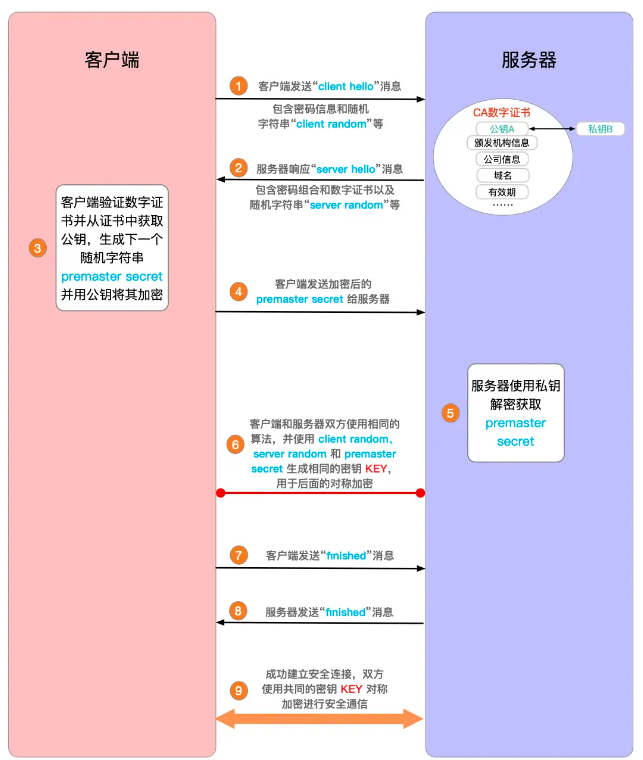 客户端
服务器
1
客户端发送“client hello”消息
包含密码信息和随机
字符串“client random”等
CA数字证书
公钥A
私钥B
颁发机构信息
公司信息
域名
有效期
……
2
服务器响应“server hello”消息
包含密码组合和数字证书以及
随机字符串“server random”等
3
客户端验证数字证
书并从证书中获取
公钥，生成下一个
随机字符串
premaster secret
并用公钥将其加密
4
客户端发送加密后的
premaster secret 给服务器
5
服务器使用私钥
解密获取
premaster
secret
6
客户端和服务器双方使用相同的
算法，并使用 client random、
server random 和 premaster
secret 生成相同的密钥 KEY，
用于后面的对称加密
7
客户端发送“finished”消息
8
服务器发送“finished”消息
9
成功建立安全连接，双方
使用共同的密钥 KEY 对称
加密进行安全通信